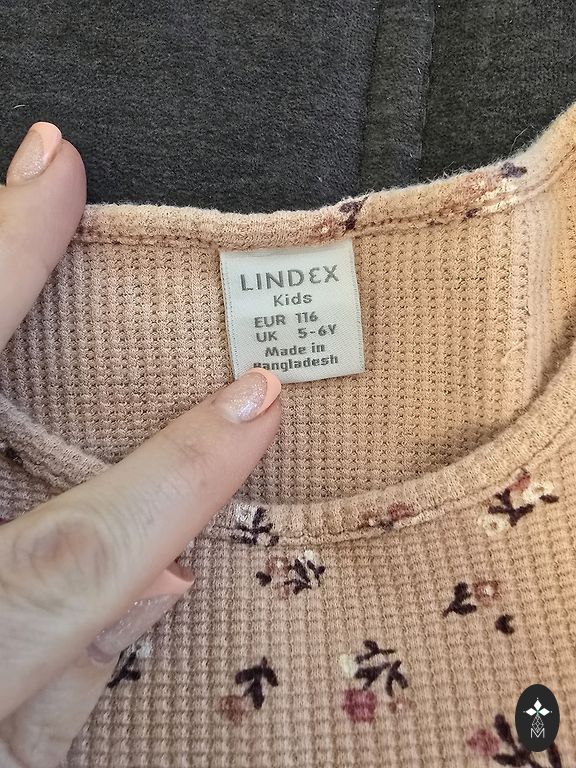 LINDEX
Kids
EUR 116
UK 5-6Y
Made in
Bangladesh
M